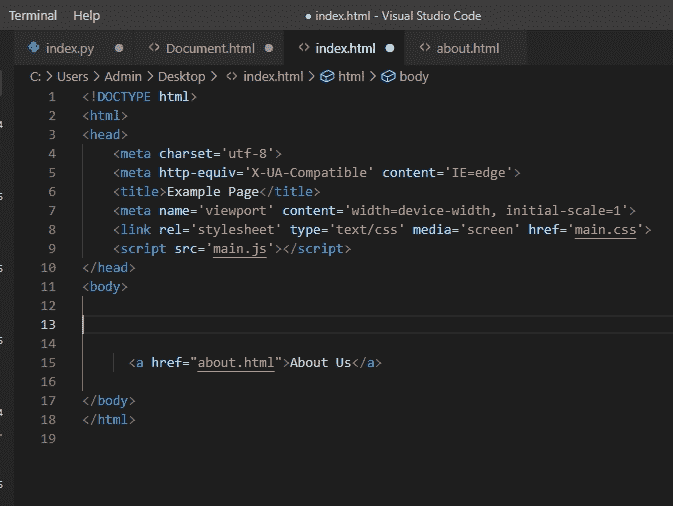 Terminal Help ● index.html - Visual Studio Code
index.py ● Document.html ● index.html ● about.html
C: > Users > Admin > Desktop > index.html > html > body
1 <!DOCTYPE html>
2 <html>
3 <head>
4 <meta charset='utf-8'>
5 <meta http-equiv='X-UA-Compatible' content='IE=edge'>
6 <title>Example Page</title>
7 <meta name='viewport' content='width=device-width, initial-scale=1'>
8 <link rel='stylesheet' type='text/css' media='screen' href='main.css'>
9 <script src='main.js'></script>
10 </head>
11 <body>
12
13
14
15 <a href="about.html">About Us</a>
16
17 </body>
18 </html>
19